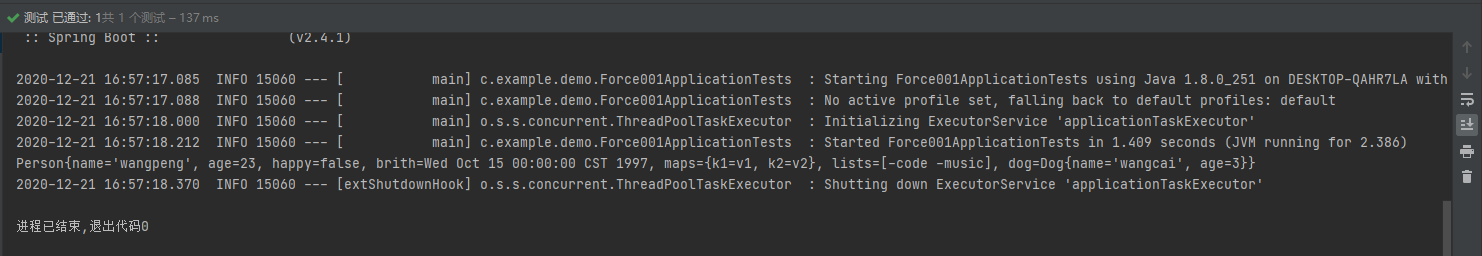 测试 已通过: 1共 1 个测试 – 137 ms
 :: Spring Boot ::                (v2.4.1)
2020-12-21 16:57:17.085  INFO 15060 --- [           main] c.example.demo.Force001ApplicationTests  : Starting Force001ApplicationTests using Java 1.8.0_251 on DESKTOP-QAHR7LA with
2020-12-21 16:57:17.088  INFO 15060 --- [           main] c.example.demo.Force001ApplicationTests  : No active profile set, falling back to default profiles: default
2020-12-21 16:57:18.000  INFO 15060 --- [           main] o.s.s.concurrent.ThreadPoolTaskExecutor  : Initializing ExecutorService 'applicationTaskExecutor'
2020-12-21 16:57:18.212  INFO 15060 --- [           main] c.example.demo.Force001ApplicationTests  : Started Force001ApplicationTests in 1.409 seconds (JVM running for 2.386)
Person{name='wangpeng', age=23, happy=false, brith=Wed Oct 15 00:00:00 CST 1997, maps={k1=v1, k2=v2}, lists=[-code -music], dog=Dog{name='wangcai', age=3}}
2020-12-21 16:57:18.370  INFO 15060 --- [extShutdownHook] o.s.s.concurrent.ThreadPoolTaskExecutor  : Shutting down ExecutorService 'applicationTaskExecutor'
进程已结束,退出代码0